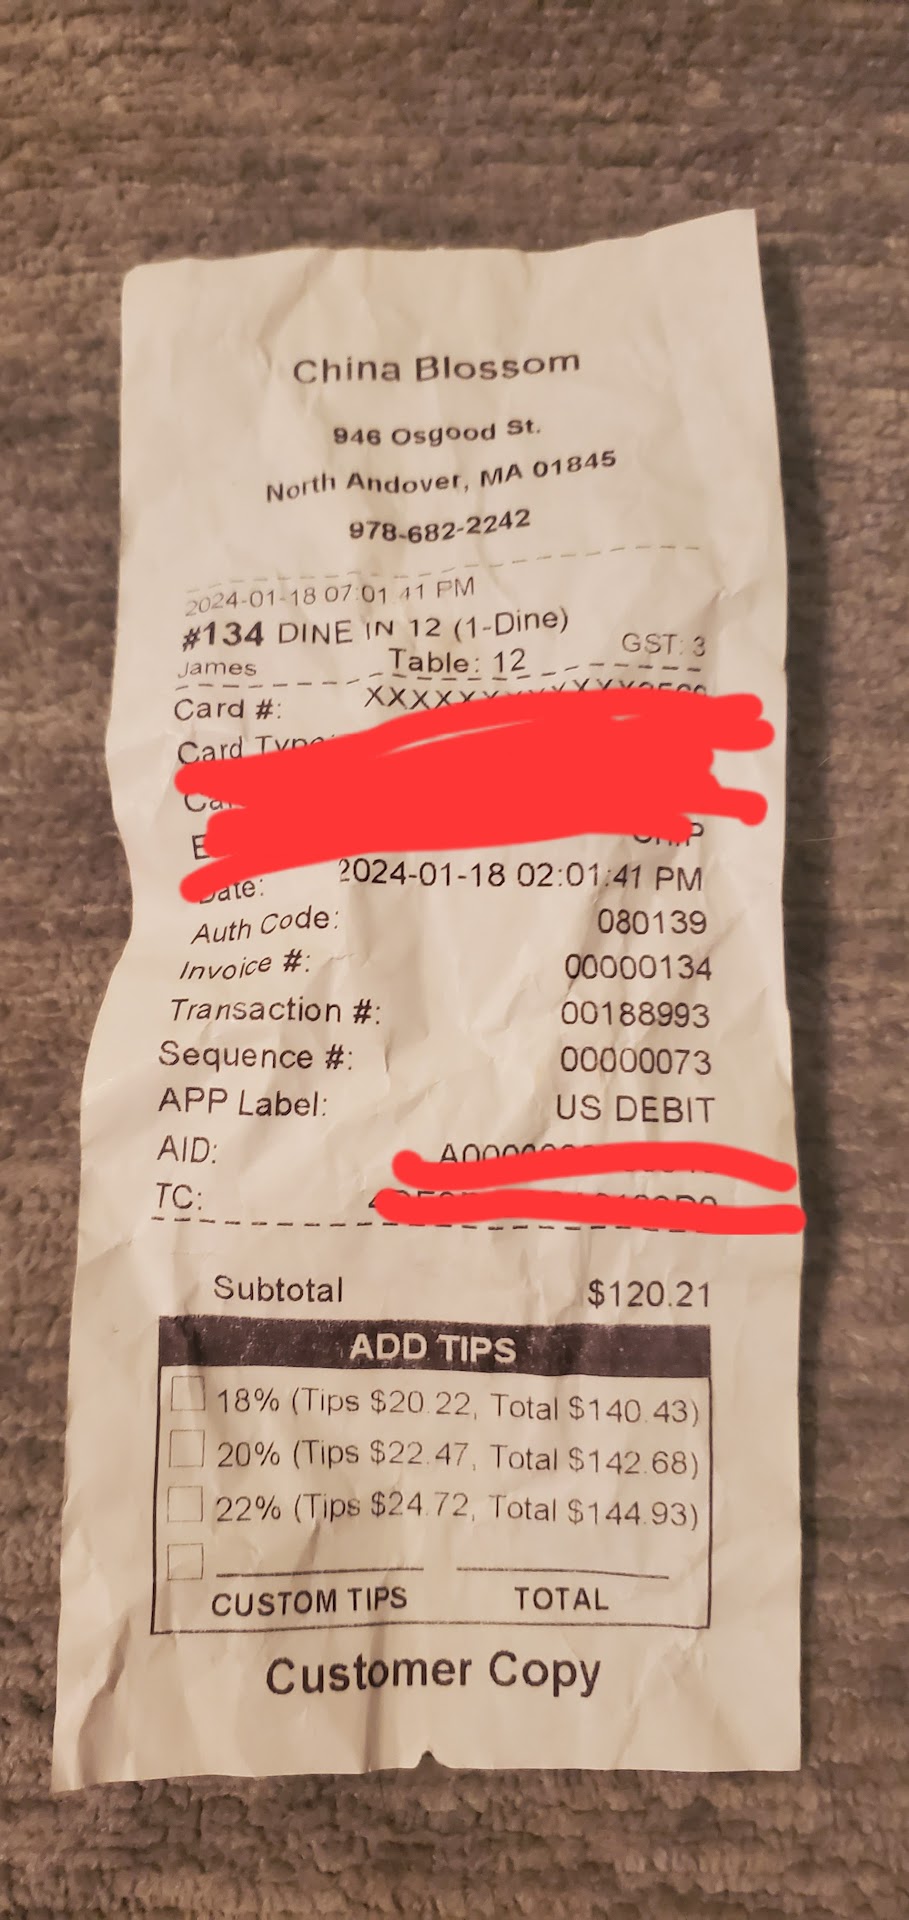 China Blossom
946 Osgood St.
North Andover, MA 01845
978-682-2242
2024-01-18 07:01:41 PM
#134 DINE IN 12 (1-Dine)
GST: 3
James
Table: 12
Card #:
Card Type:
Date: 2024-01-18 02:01:41 PM
Auth Code: 080139
Invoice #: 00000134
Transaction #: 00188993
Sequence #: 00000073
APP Label: US DEBIT
AID:
TC:
Subtotal $120.21
ADD TIPS
18% (Tips $20.22, Total $140.43)
20% (Tips $22.47, Total $142.68)
22% (Tips $24.72, Total $144.93)
CUSTOM TIPS TOTAL
Customer Copy